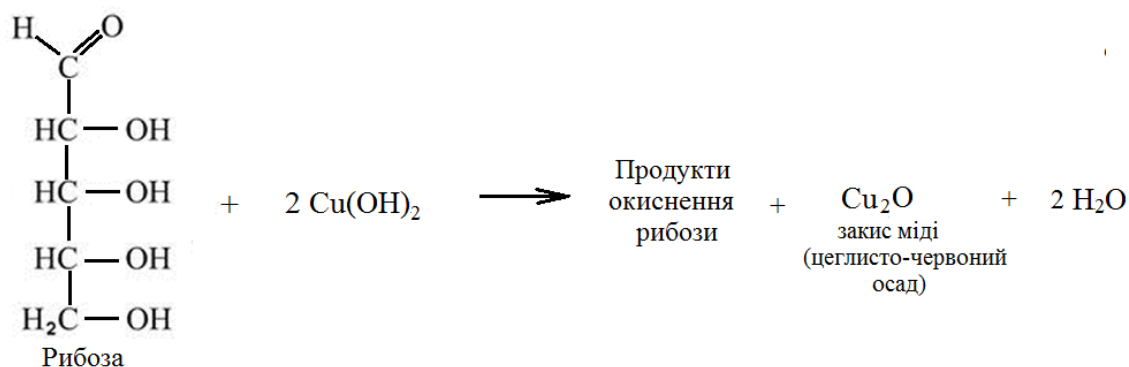 H O
C
HC OH
HC OH
HC OH
H₂C OH
Рибоза
+ 2 Cu(OH)₂
Продукти
окиснення
рибози
+ Cu₂O + 2 H₂O
закис міді
(цеглисто-червоний
осад)